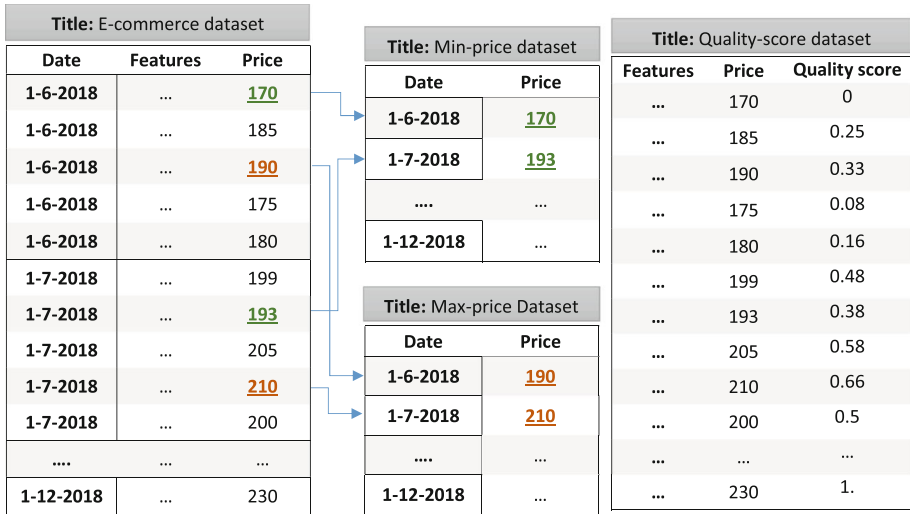 Title: E-commerce dataset
Date Features Price
1-6-2018 ... 170
1-6-2018 ... 185
1-6-2018 ... 190
1-6-2018 ... 175
1-6-2018 ... 180
1-7-2018 ... 199
1-7-2018 ... 193
1-7-2018 ... 205
1-7-2018 ... 210
1-7-2018 ... 200
.... ... ...
1-12-2018 ... 230
Title: Min-price dataset
Date Price
1-6-2018 170
1-7-2018 193
.... ...
1-12-2018 ...
Title: Max-price Dataset
Date Price
1-6-2018 190
1-7-2018 210
.... ...
1-12-2018 ...
Title: Quality-score dataset
Features Price Quality score
... 170 0
... 185 0.25
... 190 0.33
... 175 0.08
... 180 0.16
... 199 0.48
... 193 0.38
... 205 0.58
... 210 0.66
... 200 0.5
... ... ...
... 230 1.